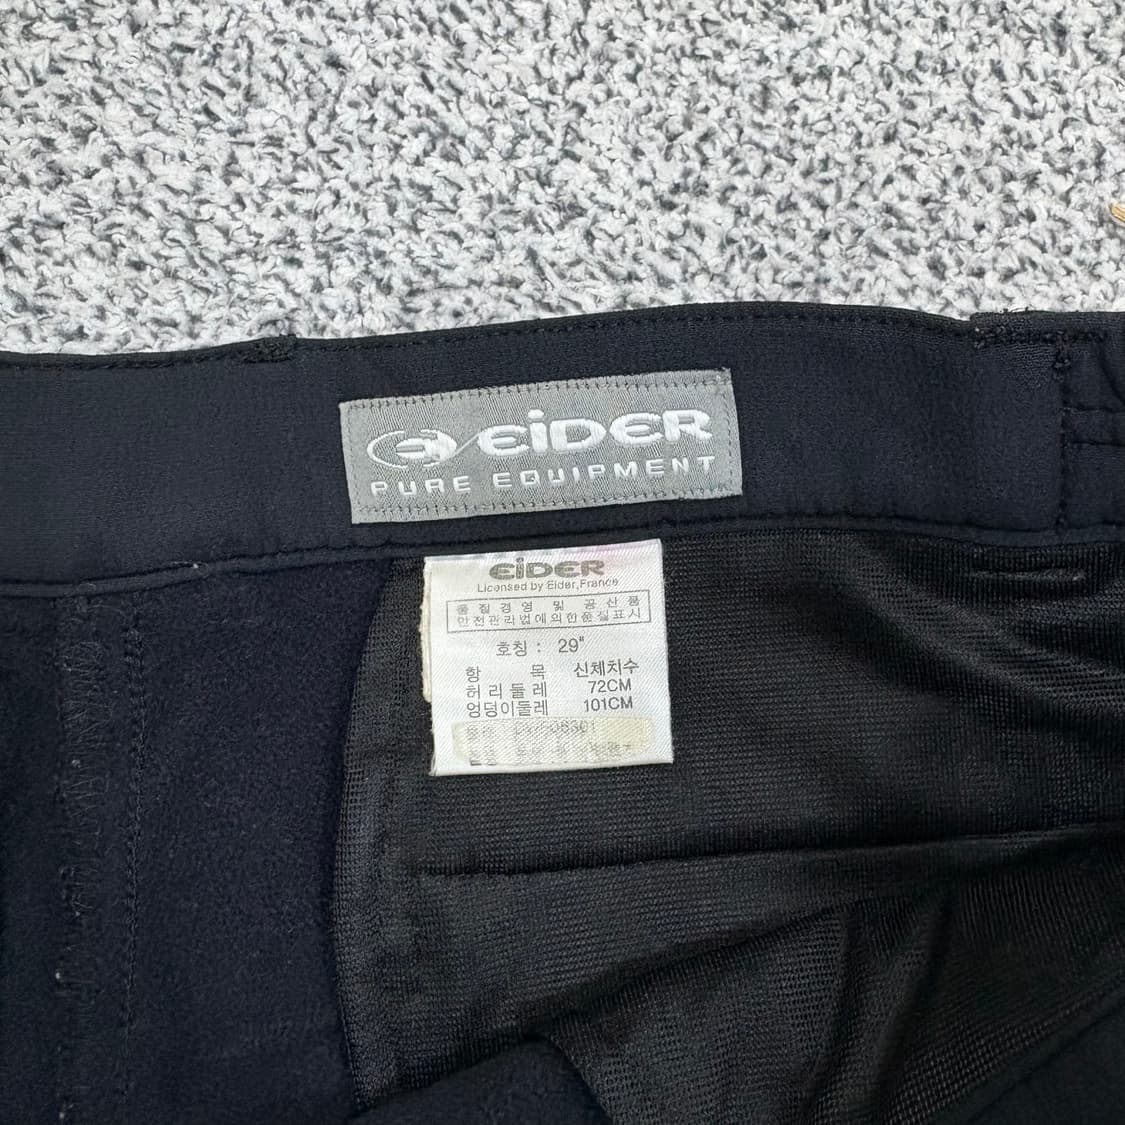 EiDER
PURE EQUIPMENT
EiDER
Licensed by Eider,France
품질경영 및 공산품
안전관리법에의한품질표시
호칭 : 29"
항 목 신체치수
허리둘레 72CM
엉덩이둘레 101CM